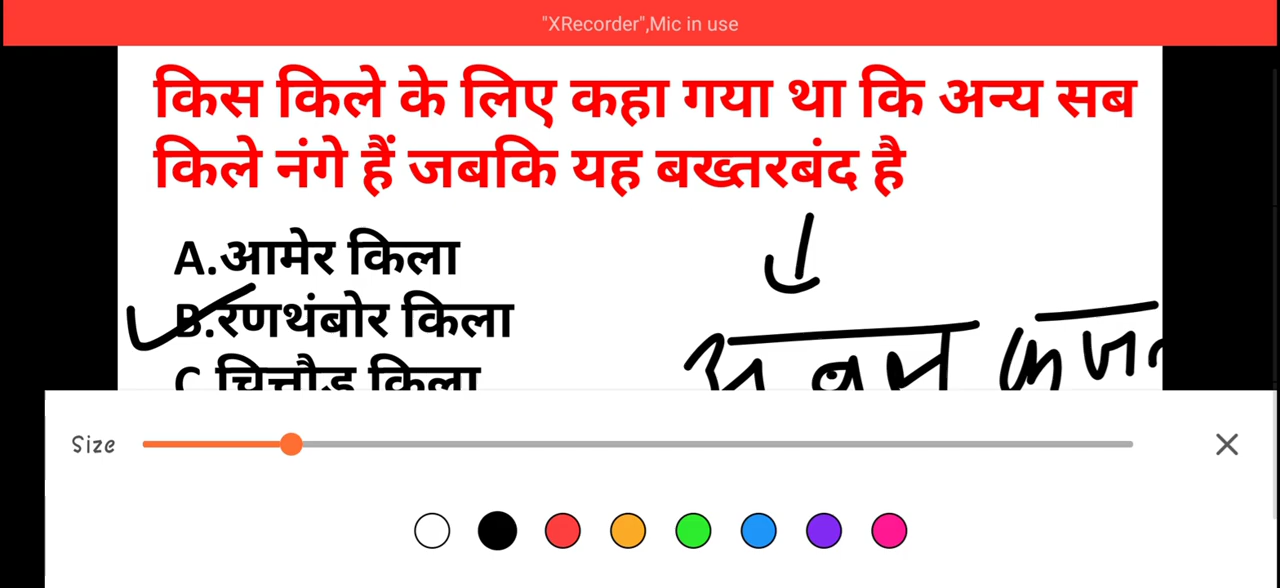 "XRecorder",Mic in use
किस किले के लिए कहा गया था कि अन्य सब
किले नंगे हैं जबकि यह बख्तरबंद है
A.आमेर किला
B.रणथंबोर किला
C.चित्तौड़ किला
Size